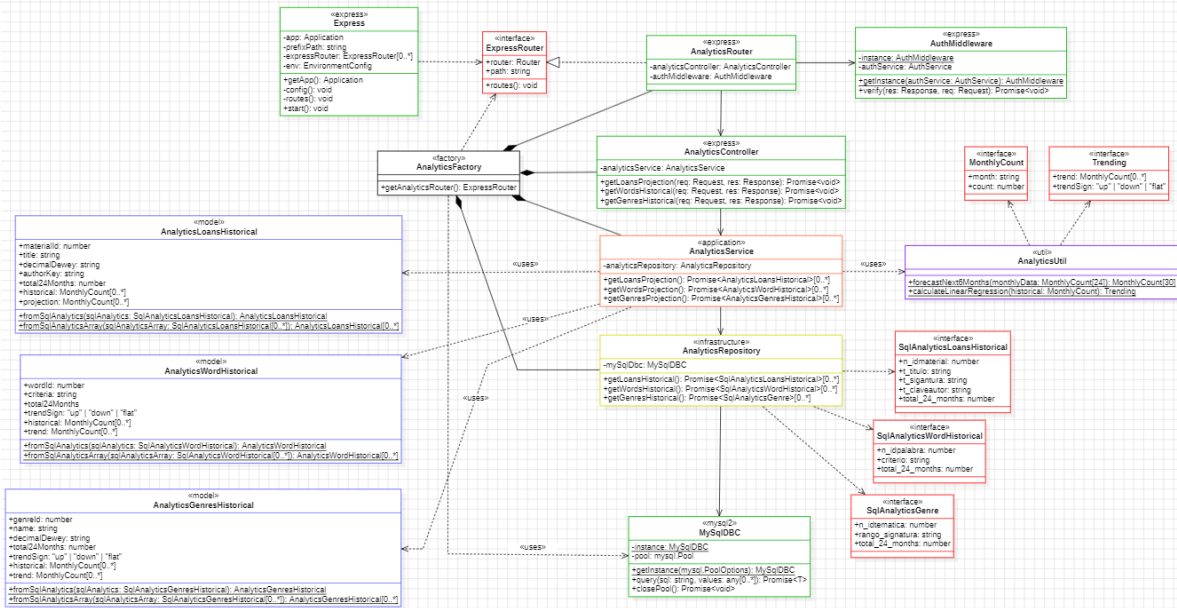 «express»
Express
-app: Application
-prefixPath: string
-expressRouter: ExpressRouter[0..*]
-env: EnvironmentConfig
+getApp(): Application
-config(): void
-routes(): void
+start(): void
«interface»
ExpressRouter
+router: Router
+path: string
+routes(): void
«express»
AnalyticsRouter
-analyticsController: AnalyticsController
-authMiddleware: AuthMiddleware
«express»
AuthMiddleware
-instance: AuthMiddleware
-authService: AuthService
+getInstance(authService: AuthService): AuthMiddleware
+verify(res: Response, req: Request): Promise<void>
«factory»
AnalyticsFactory
+getAnalyticsRouter(): ExpressRouter
«express»
AnalyticsController
-analyticsService: AnalyticsService
+getLoansProjection(req: Request, res: Response): Promise<void>
+getWordsHistorical(req: Request, res: Response): Promise<void>
+getGenresHistorical(req: Request, res: Response): Promise<void>
«interface»
MonthlyCount
+month: string
+count: number
«interface»
Trending
+trend: MonthlyCount[0..*]
+trendSign: "up" | "down" | "flat"
«model»
AnalyticsLoansHistorical
+materialId: number
+title: string
+decimalDewey: string
+authorKey: string
+total24Months: number
+historical: MonthlyCount[0..*]
+projection: MonthlyCount[0..*]
+fromSqlAnalytics(sqlAnalytics: SqlAnalyticsLoansHistorical): AnalyticsLoansHistorical
+fromSqlAnalyticsArray(sqlAnalyticsArray: SqlAnalyticsLoansHistorical[0..*]): AnalyticsLoansHistorical[0..*]
«uses»
«application»
AnalyticsService
-analyticsRepository: AnalyticsRepository
+getLoansProjection(): Promise<AnalyticsLoansHistorical>[0..*]
+getWordsProjection(): Promise<AnalyticsWordHistorical>[0..*]
+getGenresProjection(): Promise<AnalyticsGenresHistorical>[0..*]
«uses»
«util»
AnalyticsUtil
+forecastNext6Months(monthlyData: MonthlyCount[24]): MonthlyCount[30]
+calculateLinearRegression(historical: MonthlyCount): Trending
«uses»
«model»
AnalyticsWordHistorical
+wordId: number
+criteria: string
+total24Months
+trendSign: "up" | "down" | "flat"
+historical: MonthlyCount[0..*]
+trend: MonthlyCount[0..*]
+fromSqlAnalytics(sqlAnalytics: SqlAnalyticsWordHistorical): AnalyticsWordHistorical
+fromSqlAnalyticsArray(sqlAnalyticsArray: SqlAnalyticsWordHistorical[0..*]): AnalyticsWordHistorical[0..*]
«uses»
«infrastructure»
AnalyticsRepository
-mySqlDbc: MySqlDBC
+getLoansHistorical(): Promise<SqlAnalyticsLoansHistorical>[0..*]
+getWordsHistorical(): Promise<SqlAnalyticsWordHistorical>[0..*]
+getGenresHistorical(): Promise<SqlAnalyticsGenre>[0..*]
«interface»
SqlAnalyticsLoansHistorical
+n_idmaterial: number
+t_titulo: string
+t_sigantura: string
+t_claveautor: string
+total_24_months: number
«interface»
SqlAnalyticsWordHistorical
+n_idpalabra: number
+criterio: string
+total_24_months: number
«model»
AnalyticsGenresHistorical
+genreId: number
+name: string
+decimalDewey: string
+total24Months: number
+trendSign: "up" | "down" | "flat"
+historical: MonthlyCount[0..*]
+trend: MonthlyCount[0..*]
+fromSqlAnalytics(sqlAnalytics: SqlAnalyticsGenresHistorical): AnalyticsGenresHistorical
+fromSqlAnalyticsArray(sqlAnalyticsArray: SqlAnalyticsGenresHistorical[0..*]): AnalyticsGenresHistorical[0..*]
«uses»
«mysql2»
MySqlDBC
-instance: MySqlDBC
-pool: mysql.Pool
+getInstance(mysql.PoolOptions): MySqlDBC
+query(sql: string, values: any[0..*]): Promise<T>
+closePool(): Promise<void>
«interface»
SqlAnalyticsGenre
+n_idtematica: number
+rango_signatura: string
+total_24_months: number